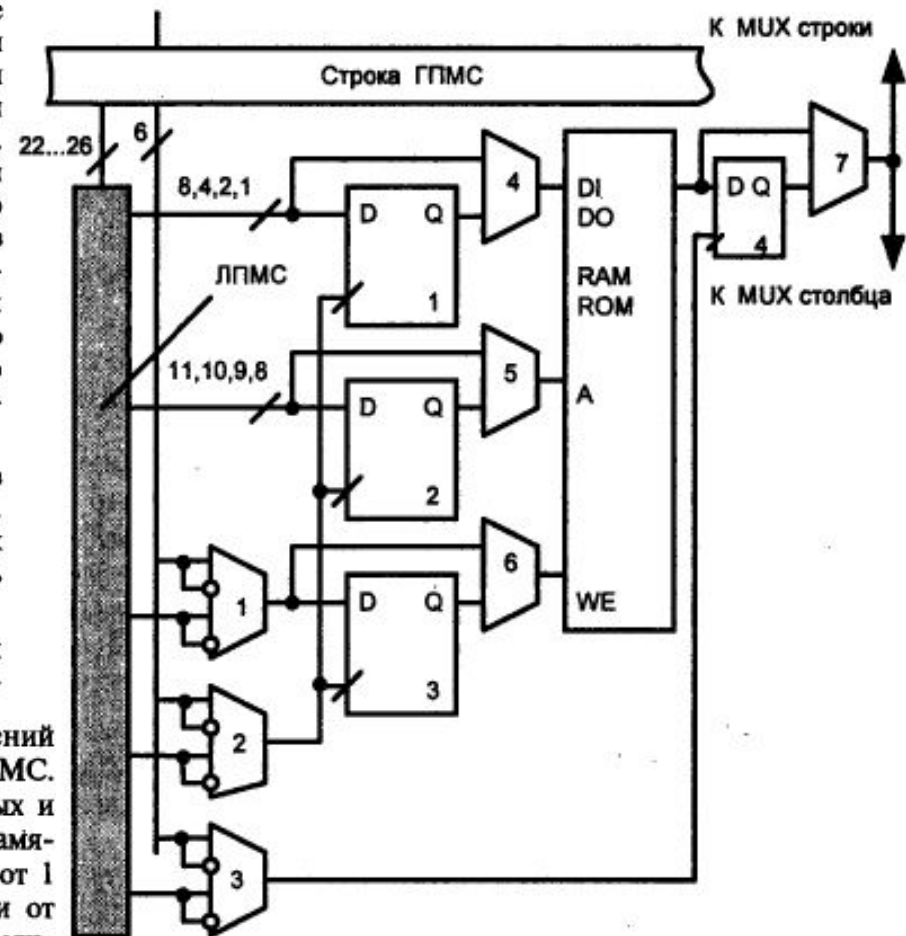 К MUX строки
Строка ГПМС
22...26
6
8,4,2,1
4
7
D Q
DI
D Q
DO
4
ЛПМС
RAM
ROM
1
К MUX столбца
11,10,9,8
5
D Q
A
2
6
1
D Q
WE
3
2
ений
МС.
ых и
амя-
3
от 1
и от